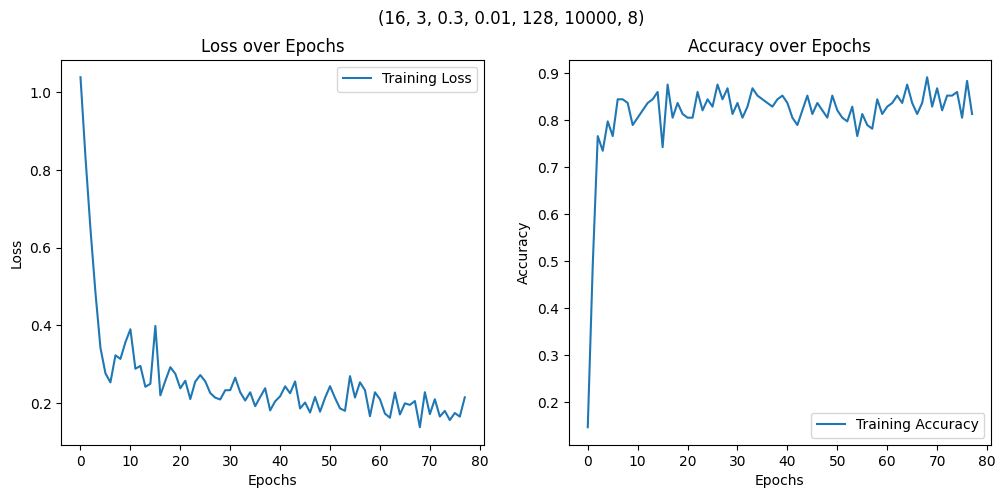 (16, 3, 0.3, 0.01, 128, 10000, 8)
Loss over Epochs
Training Loss
1.0
0.8
0.6
0.4
0.2
Loss
0 10 20 30 40 50 60 70 80
Epochs
Accuracy over Epochs
0.9
0.8
0.7
0.6
0.5
0.4
0.3
0.2
Accuracy
Training Accuracy
0 10 20 30 40 50 60 70 80
Epochs